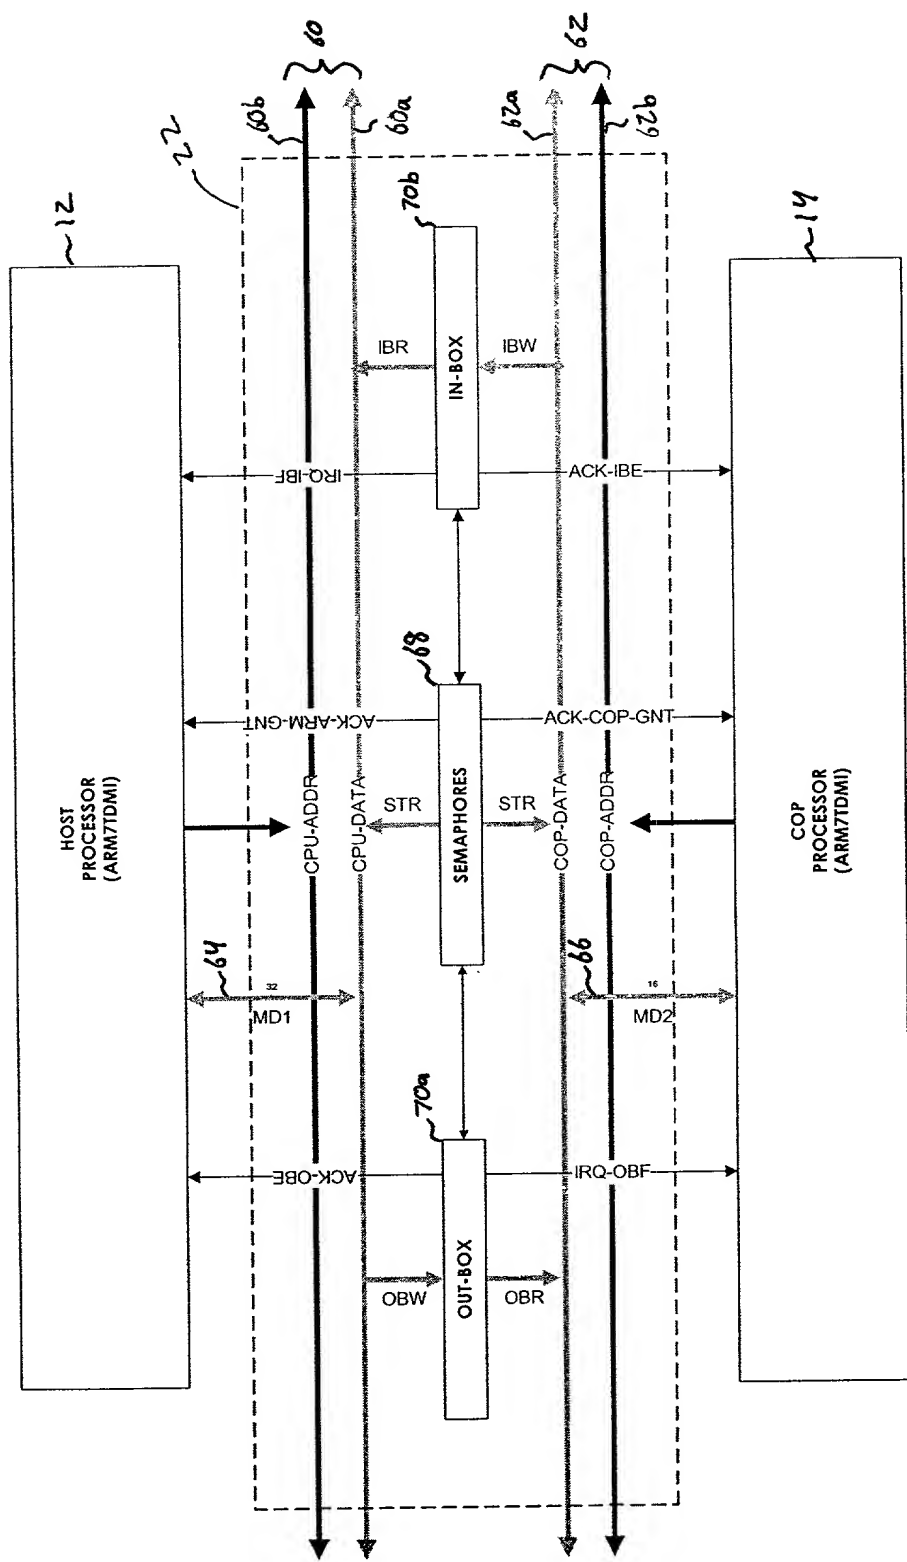 12
HOST
PROCESSOR
(ARM7TDMI)
22
60
60b
60a
CPU-ADDR
CPU-DATA
64
32
MD1
ACK-OBE
ACK-ARM-GNT
IRQ-IBF
OBW
STR
IBR
70a
OUT-BOX
68
SEMAPHORES
70b
IN-BOX
OBR
STR
IBW
62
62a
62b
COP-DATA
COP-ADDR
66
16
MD2
IRQ-OBF
ACK-COP-GNT
ACK-IBE
14
COP
PROCESSOR
(ARM7TDMI)